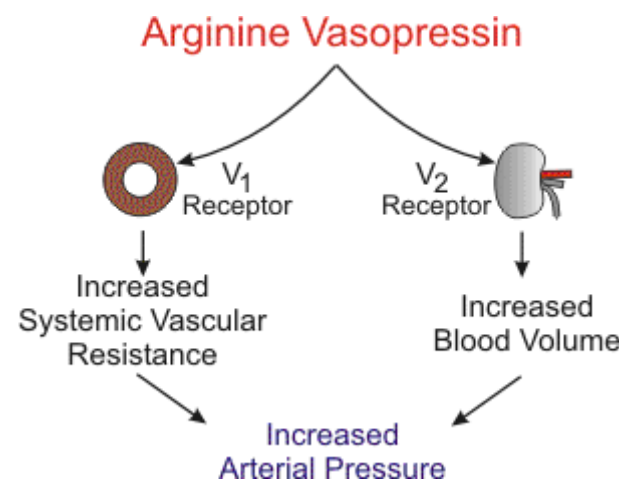 Arginine Vasopressin
V1
Receptor
V2
Receptor
Increased
Systemic Vascular
Resistance
Increased
Blood Volume
Increased
Arterial Pressure